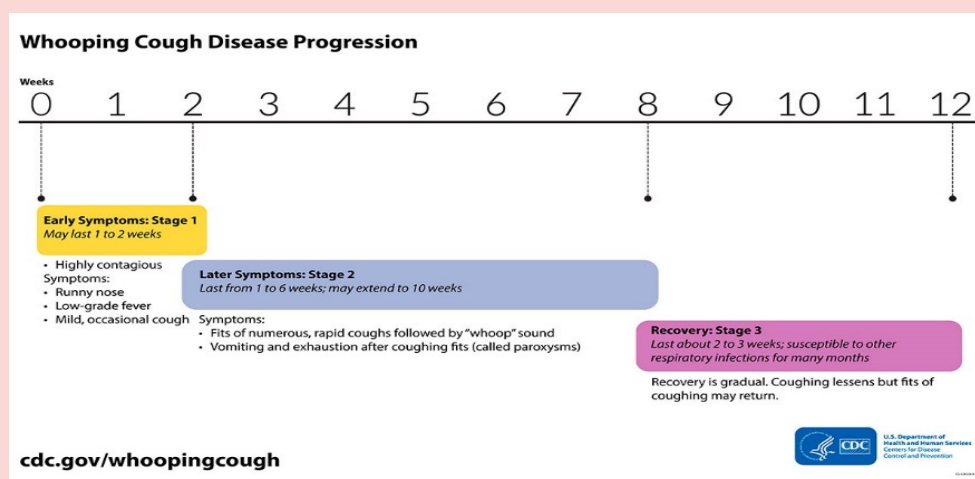 Whooping Cough Disease Progression
Weeks
0 1 2 3 4 5 6 7 8 9 10 11 12
Early Symptoms: Stage 1
May last 1 to 2 weeks
• Highly contagious
Symptoms:
• Runny nose
• Low-grade fever
• Mild, occasional cough
Later Symptoms: Stage 2
Last from 1 to 6 weeks; may extend to 10 weeks
Symptoms:
• Fits of numerous, rapid coughs followed by “whoop” sound
• Vomiting and exhaustion after coughing fits (called paroxysms)
Recovery: Stage 3
Last about 2 to 3 weeks; susceptible to other
respiratory infections for many months
Recovery is gradual. Coughing lessens but fits of
coughing may return.
cdc.gov/whoopingcough
CDC
U.S. Department of
Health and Human Services
Centers for Disease
Control and Prevention